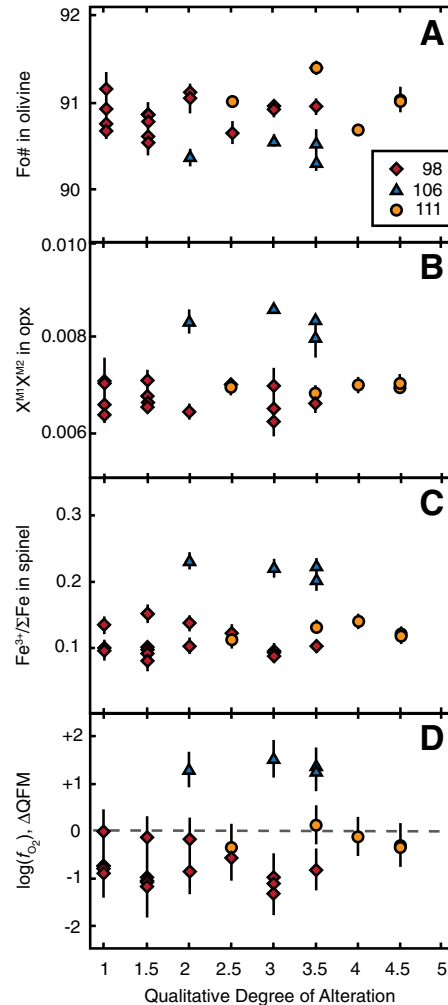 A
92
91
90
Fo# in olivine
98
106
111
B
0.010
0.008
0.006
X^M1X^M2 in opx
C
0.3
0.2
0.1
Fe³⁺/ΣFe in spinel
D
+2
+1
0
-1
-2
log(f_O₂), ΔQFM
1 1.5 2 2.5 3 3.5 4 4.5 5
Qualitative Degree of Alteration